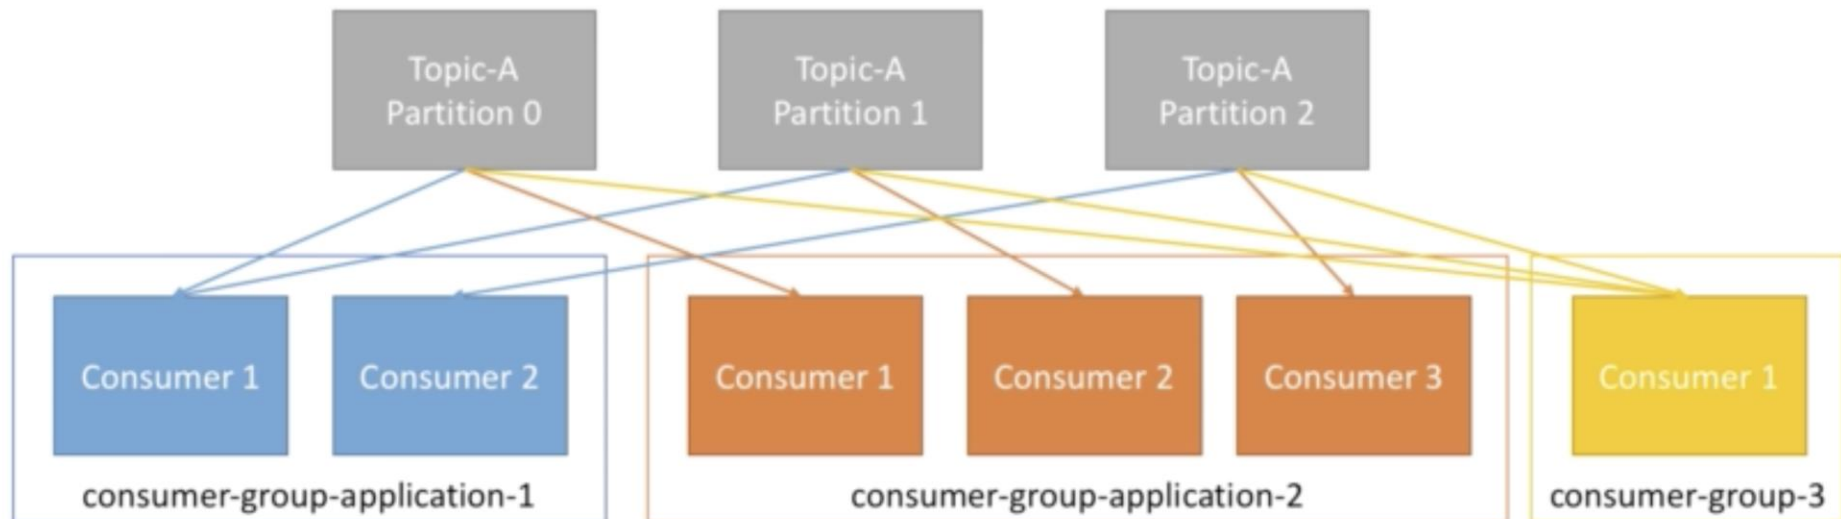 Topic-A
Partition 0
Topic-A
Partition 1
Topic-A
Partition 2
Consumer 1
Consumer 2
consumer-group-application-1
Consumer 1
Consumer 2
Consumer 3
consumer-group-application-2
Consumer 1
consumer-group-3